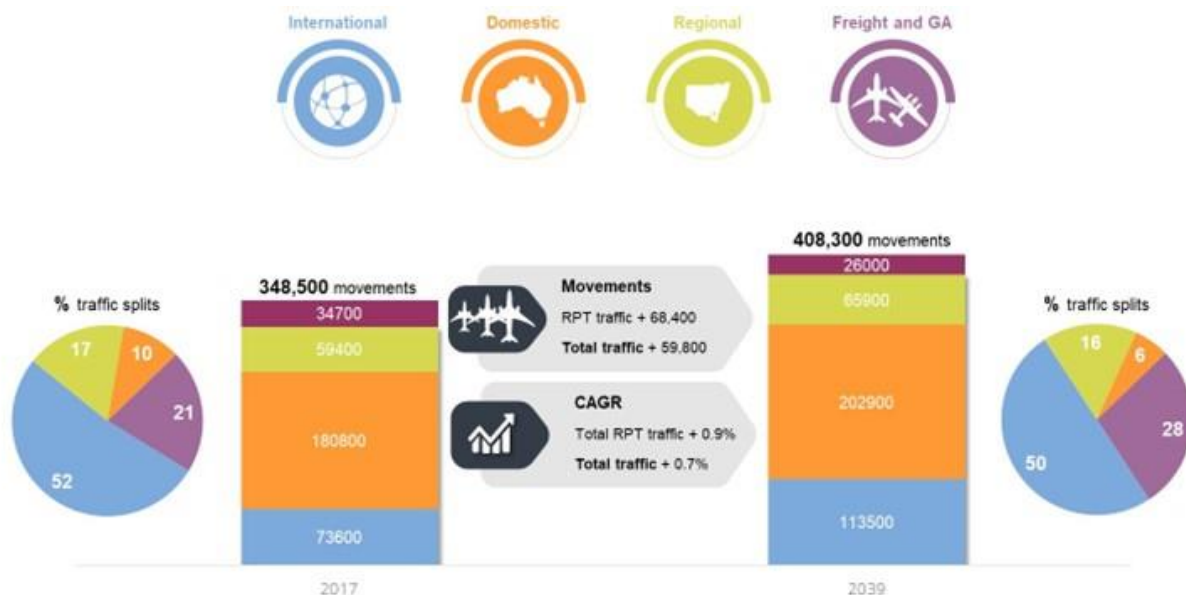 International
Domestic
Regional
Freight and GA
348,500 movements
408,300 movements
% traffic splits
17
10
21
52
34700
59400
180800
73600
Movements
RPT traffic + 68,400
Total traffic + 59,800
CAGR
Total RPT traffic + 0.9%
Total traffic + 0.7%
26000
65900
202900
113500
% traffic splits
16
6
28
50
2017
2039